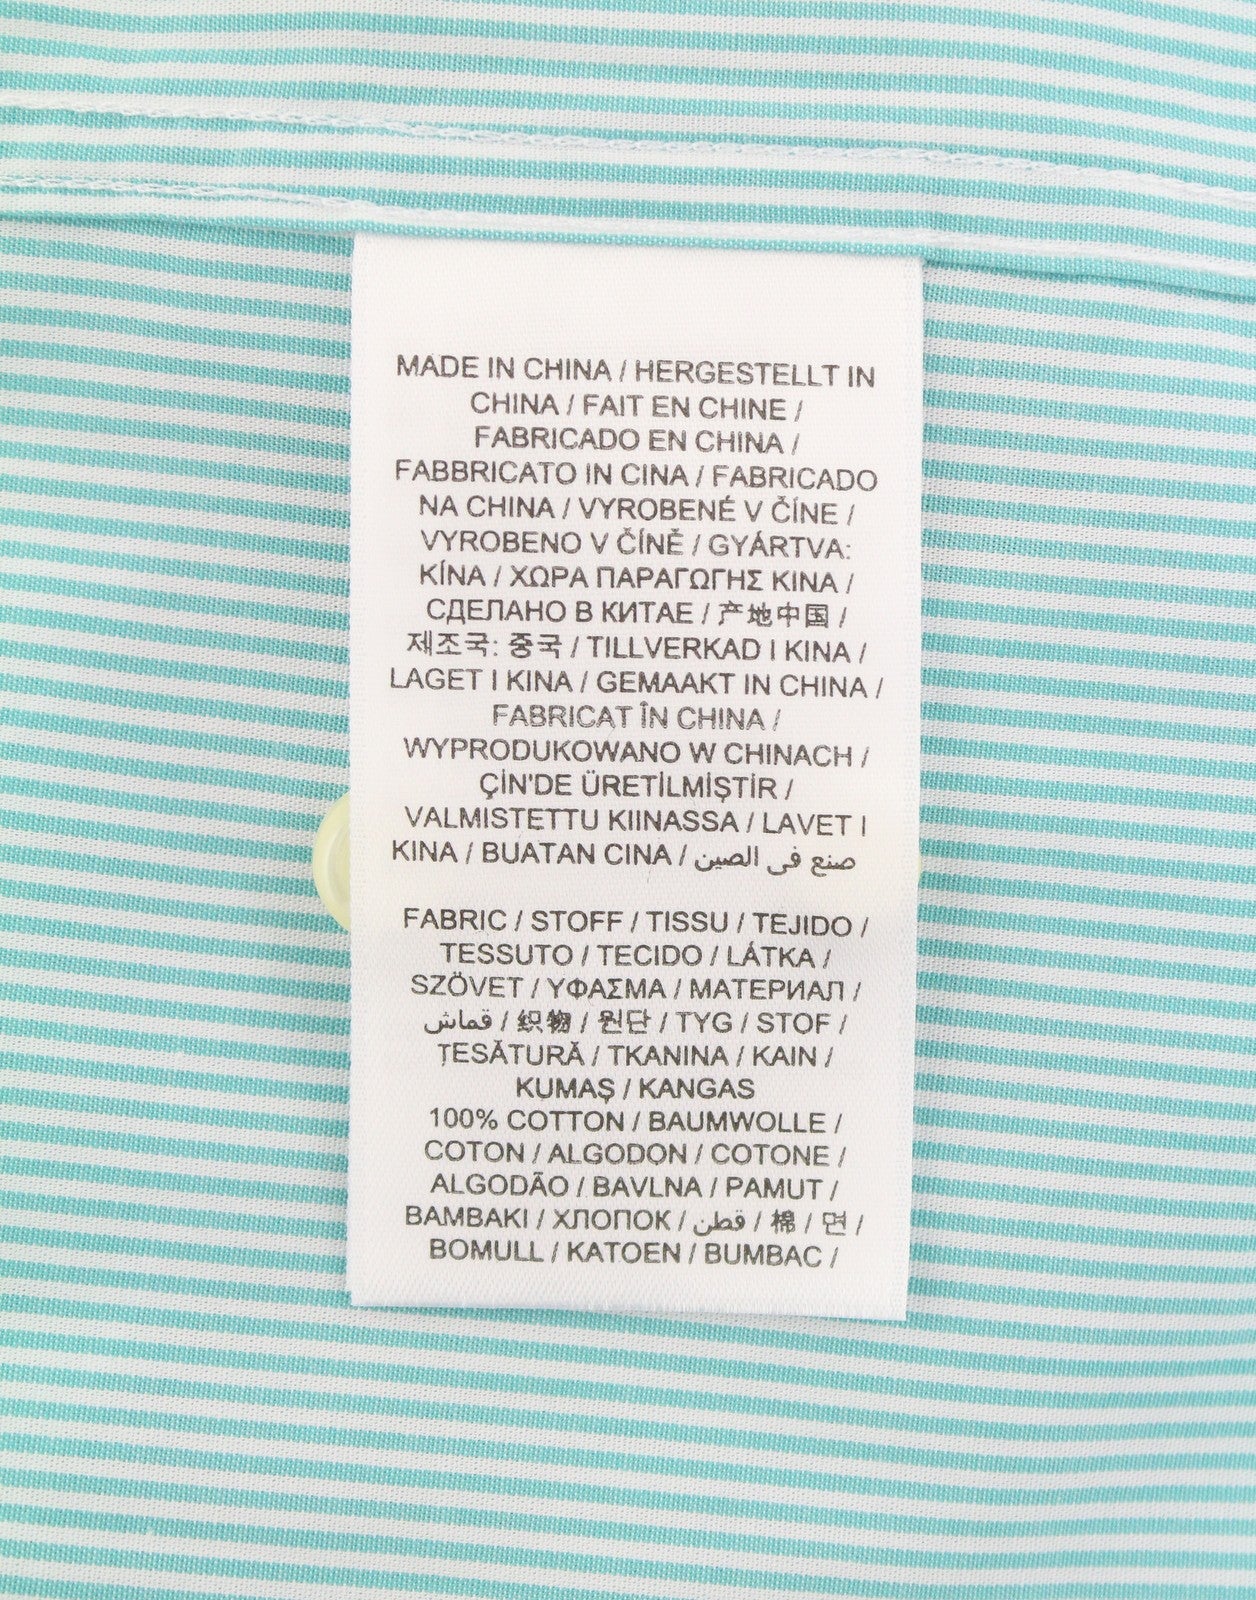 MADE IN CHINA / HERGESTELLT IN
CHINA / FAIT EN CHINE /
FABRICADO EN CHINA /
FABBRICATO IN CINA / FABRICADO
NA CHINA / VYROBENÉ V ČÍNE /
VYROBENO V ČÍNĚ / GYÁRTVA:
KÍNA / ΧΩΡΑ ΠΑΡΑΓΩΓΗΣ ΚΙΝΑ /
СДЕЛАНО В КИТАЕ / 产地中国 /
제조국: 중국 / TILLVERKAD I KINA /
LAGET I KINA / GEMAAKT IN CHINA /
FABRICAT ÎN CHINA /
WYPRODUKOWANO W CHINACH /
ÇİN'DE ÜRETİLMİŞTİR /
VALMISTETTU KIINASSA / LAVET I
KINA / BUATAN CINA / صنع في الصين
FABRIC / STOFF / TISSU / TEJIDO /
TESSUTO / TECIDO / LÁTKA /
SZÖVET / ΥΦΑΣΜΑ / МАТЕРИАЛ /
قماش / 织物 / 원단 / TYG / STOF /
ȚESĂTURĂ / TKANINA / KAIN /
KUMAŞ / KANGAS
100% COTTON / BAUMWOLLE /
COTON / ALGODON / COTONE /
ALGODÃO / BAVLNA / PAMUT /
BAMBAKI / ХЛОПОК / قطن / 棉 / 면 /
BOMULL / KATOEN / BUMBAC /